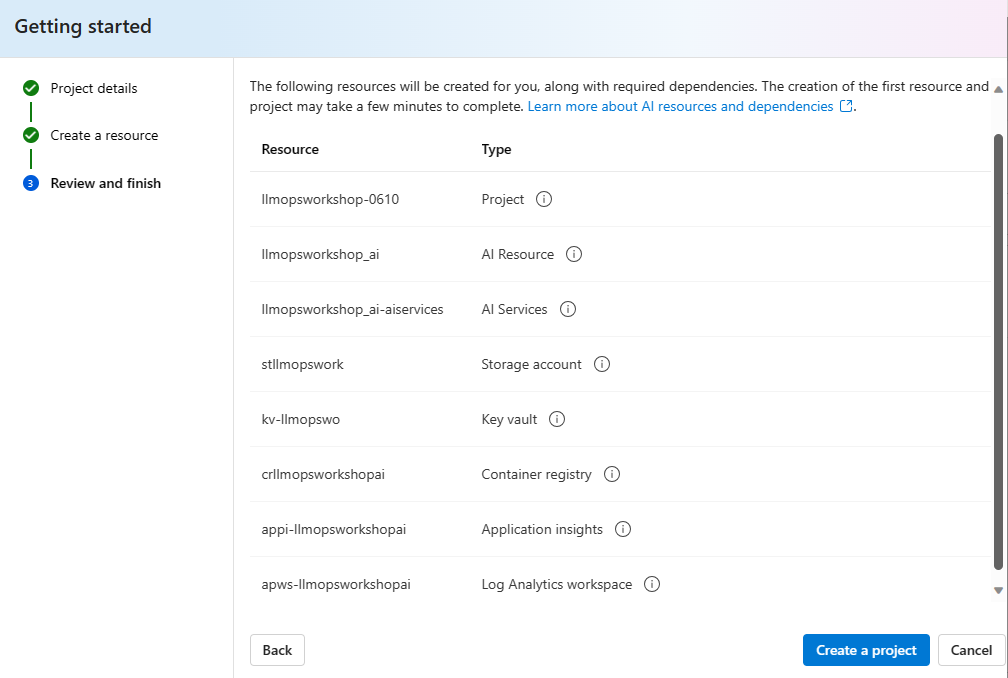 Getting started
Project details
Create a resource
3 Review and finish
The following resources will be created for you, along with required dependencies. The creation of the first resource and
project may take a few minutes to complete. Learn more about AI resources and dependencies.
Resource Type
llmopsworkshop-0610 Project
llmopsworkshop_ai AI Resource
llmopsworkshop_ai-aiservices AI Services
stllmopswork Storage account
kv-llmopswo Key vault
crllmopsworkshopai Container registry
appi-llmopsworkshopai Application insights
apws-llmopsworkshopai Log Analytics workspace
Back Create a project Cancel